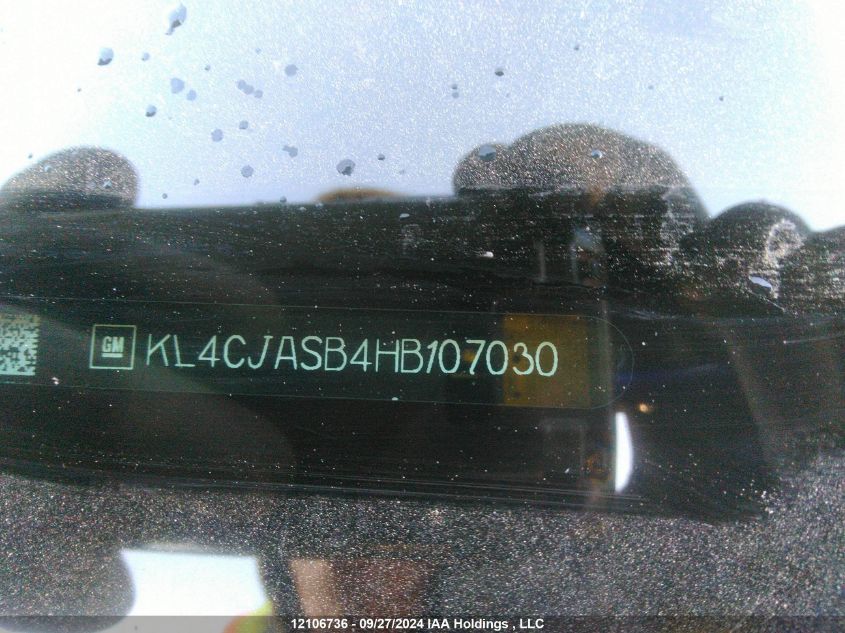 GM KL4CJASB4HB107030
12106736 - 09/27/2024 IAA Holdings , LLC